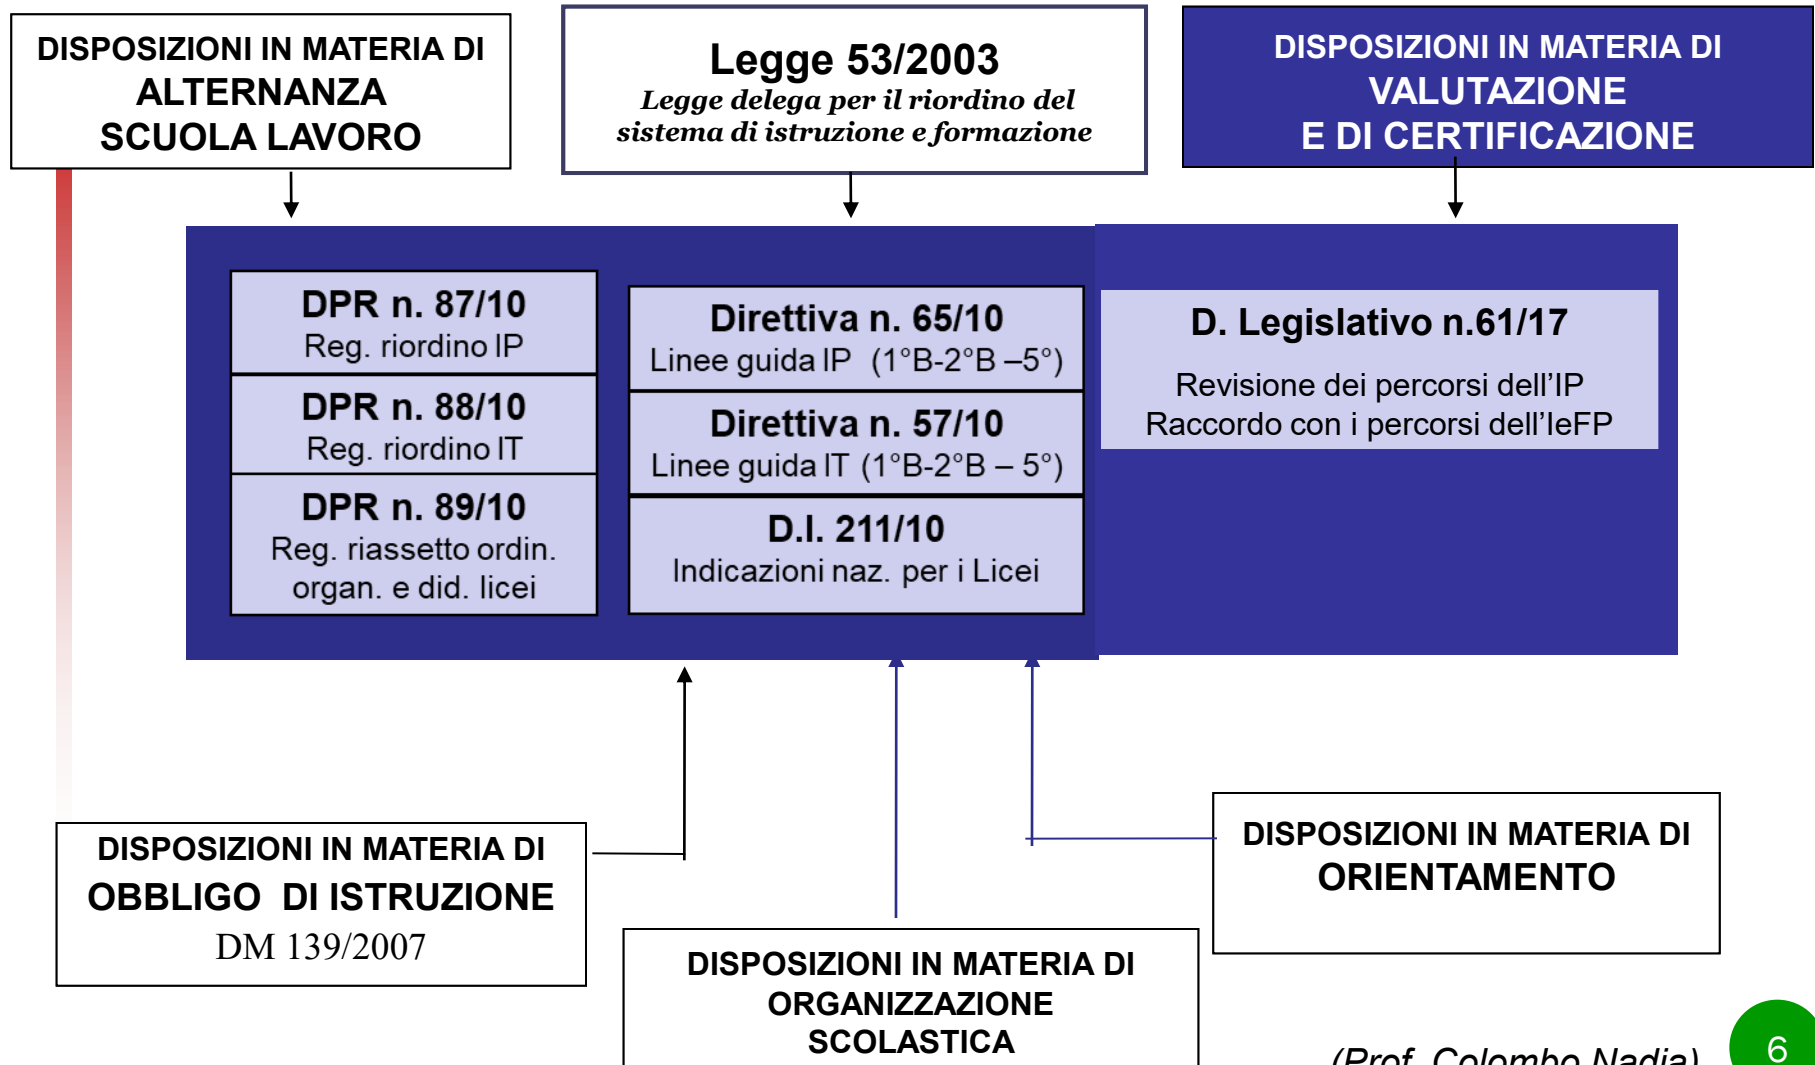 DISPOSIZIONI IN MATERIA DI
ALTERNANZA
SCUOLA LAVORO
Legge 53/2003
Legge delega per il riordino del
sistema di istruzione e formazione
DISPOSIZIONI IN MATERIA DI
VALUTAZIONE
E DI CERTIFICAZIONE
DPR n. 87/10
Reg. riordino IP
DPR n. 88/10
Reg. riordino IT
DPR n. 89/10
Reg. riassetto ordin.
organ. e did. licei
Direttiva n. 65/10
Linee guida IP (1°B-2°B –5°)
Direttiva n. 57/10
Linee guida IT (1°B-2°B – 5°)
D.I. 211/10
Indicazioni naz. per i Licei
D. Legislativo n.61/17
Revisione dei percorsi dell’IP
Raccordo con i percorsi dell’IeFP
DISPOSIZIONI IN MATERIA DI
OBBLIGO DI ISTRUZIONE
DM 139/2007
DISPOSIZIONI IN MATERIA DI
ORGANIZZAZIONE
SCOLASTICA
DISPOSIZIONI IN MATERIA DI
ORIENTAMENTO
(Prof. Colombo Nadia)
6